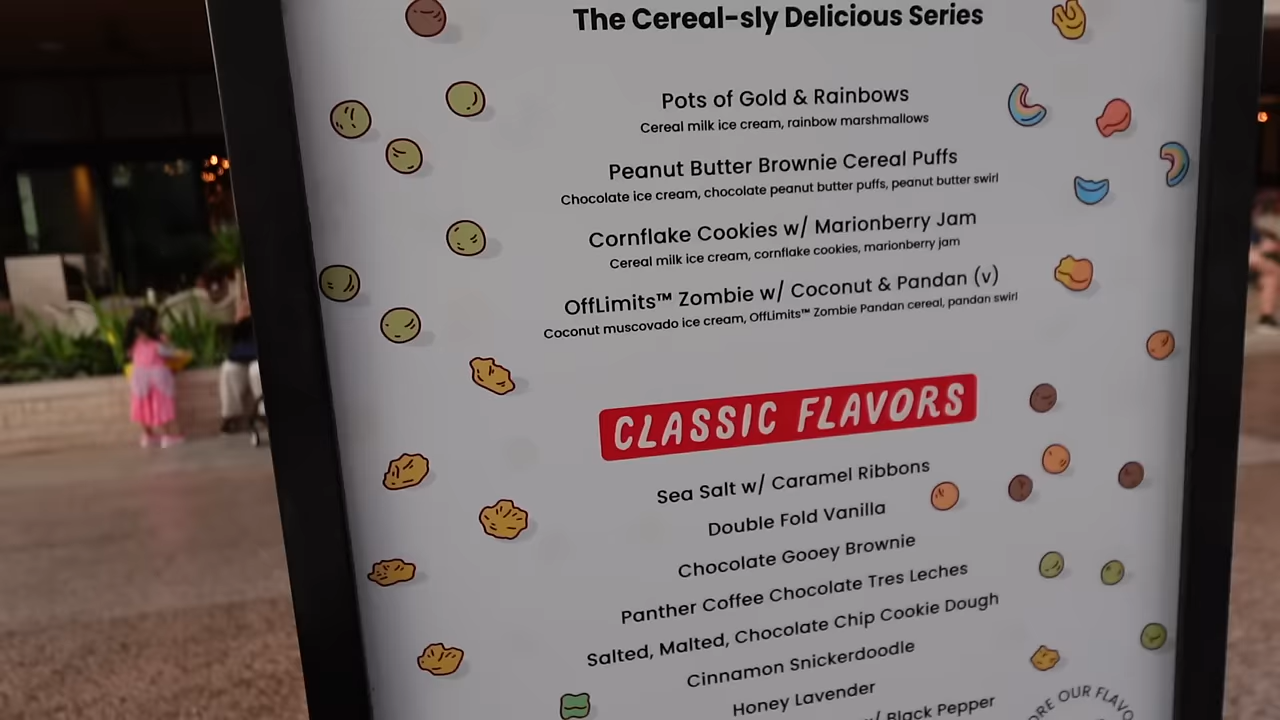 The Cereal-sly Delicious Series
Pots of Gold & Rainbows
Cereal milk ice cream, rainbow marshmallows
Peanut Butter Brownie Cereal Puffs
Chocolate ice cream, chocolate peanut butter puffs, peanut butter swirl
Cornflake Cookies w/ Marionberry Jam
Cereal milk ice cream, cornflake cookies, marionberry jam
OffLimits™ Zombie w/ Coconut & Pandan (v)
Coconut muscovado ice cream, OffLimits™ Zombie Pandan cereal, pandan swirl
CLASSIC FLAVORS
Sea Salt w/ Caramel Ribbons
Double Fold Vanilla
Chocolate Gooey Brownie
Panther Coffee Chocolate Tres Leches
Salted, Malted, Chocolate Chip Cookie Dough
Cinnamon Snickerdoodle
Honey Lavender
w/ Black Pepper
OUR FLAVO